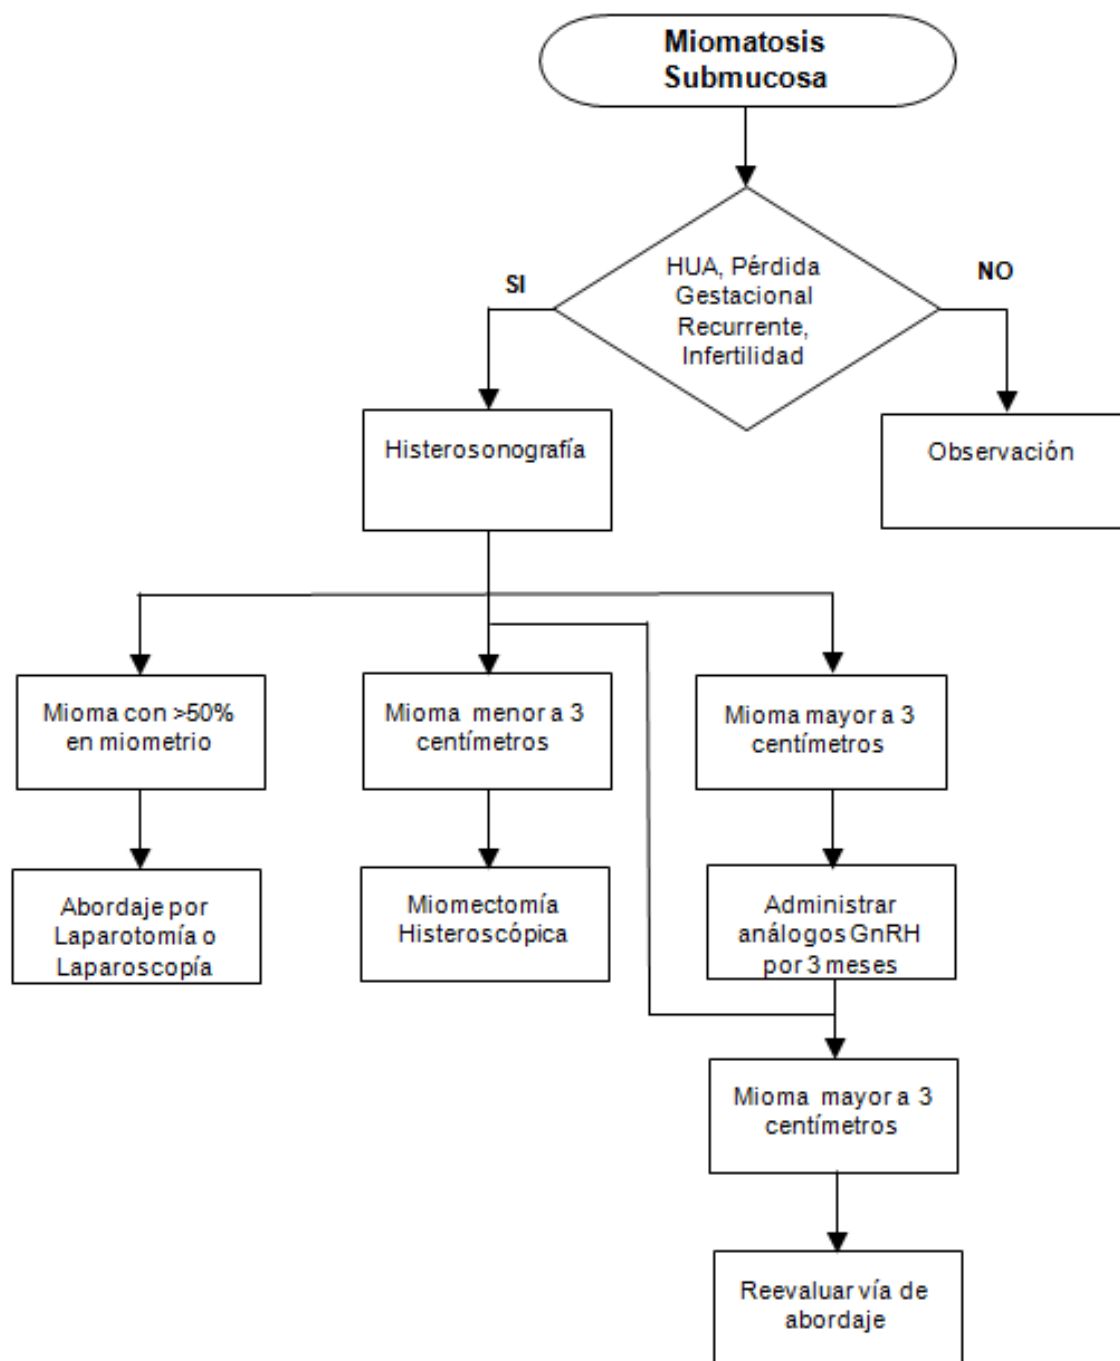 Miomatosis
Submucosa
HUA, Pérdida
Gestacional
Recurrente,
Infertilidad
SI
NO
Histerosonografía
Observación
Mioma con >50%
en miometrio
Mioma menor a 3
centímetros
Mioma mayor a 3
centímetros
Abordaje por
Laparotomía o
Laparoscopía
Miomectomía
Histeroscópica
Administrar
análogos GnRH
por 3 meses
Mioma mayor a 3
centímetros
Reevaluar vía de
abordaje